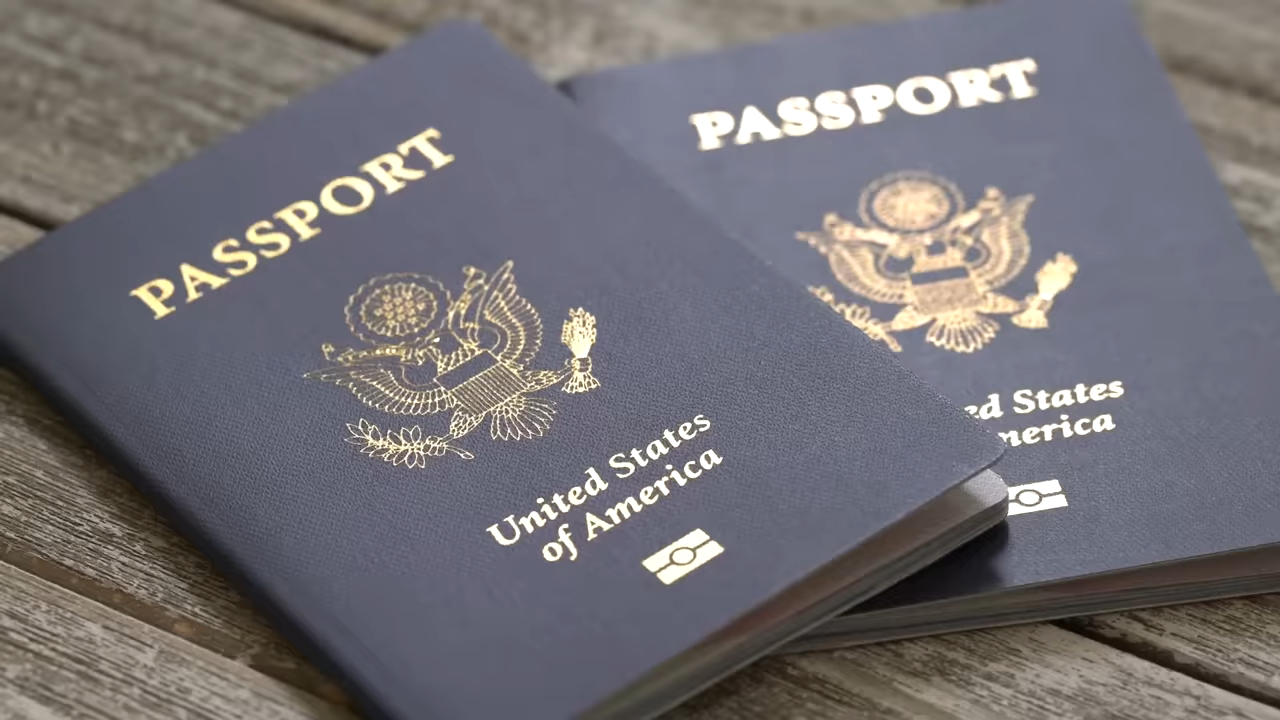 PASSPORT
United States
of America
PASSPORT
ed States
merica